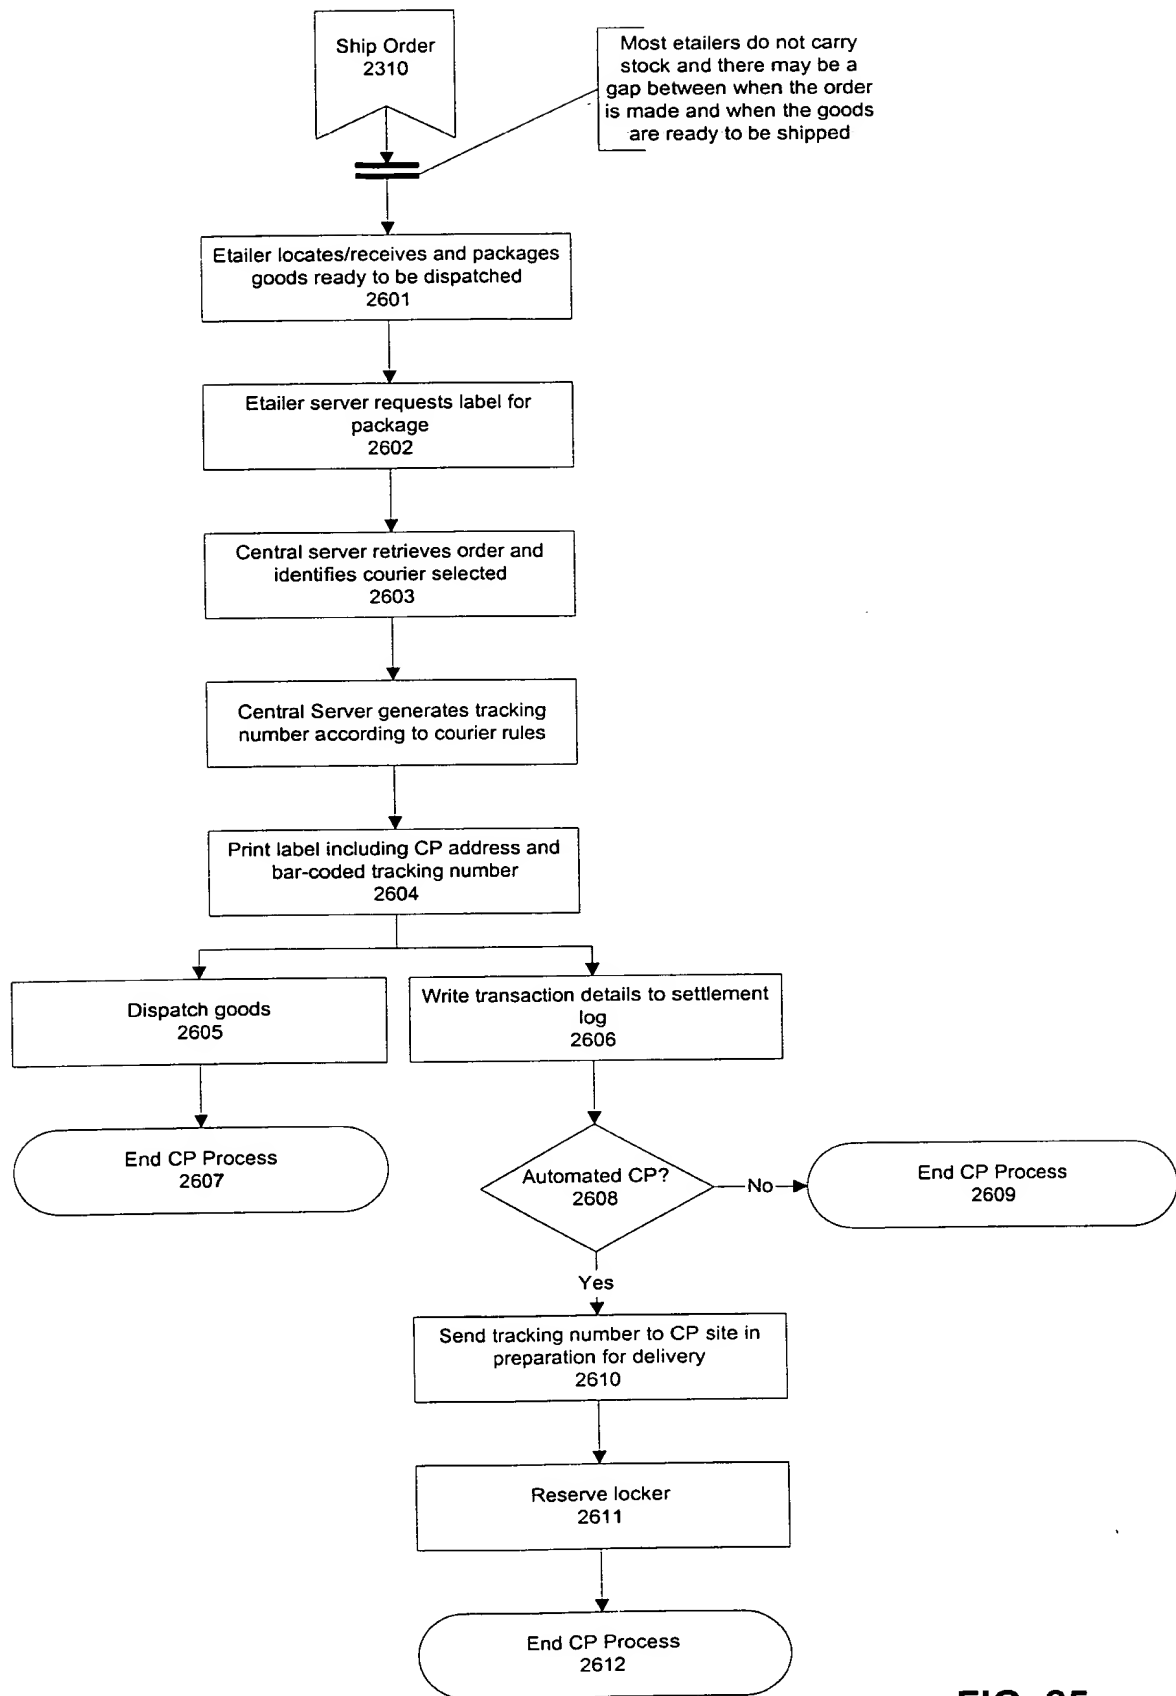 Ship Order
2310
Most etailers do not carry
stock and there may be a
gap between when the order
is made and when the goods
are ready to be shipped
Etailer locates/receives and packages
goods ready to be dispatched
2601
Etailer server requests label for
package
2602
Central server retrieves order and
identifies courier selected
2603
Central Server generates tracking
number according to courier rules
Print label including CP address and
bar-coded tracking number
2604
Dispatch goods
2605
Write transaction details to settlement
log
2606
End CP Process
2607
Automated CP?
2608
No
End CP Process
2609
Yes
Send tracking number to CP site in
preparation for delivery
2610
Reserve locker
2611
End CP Process
2612